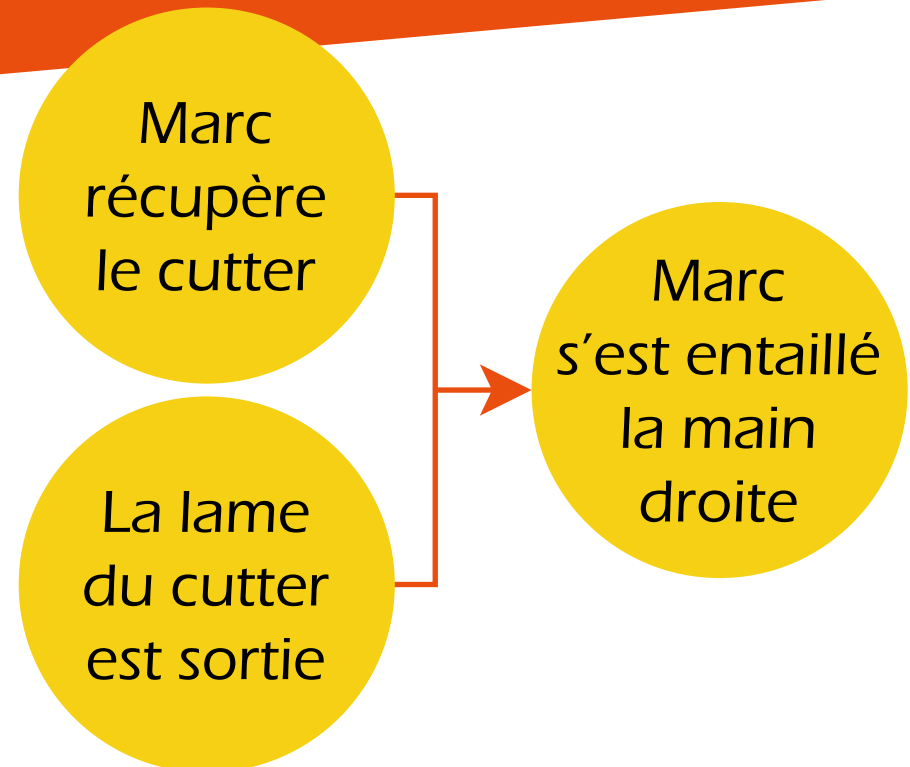 Marc
récupère
le cutter
La lame
du cutter
est sortie
Marc
s’est entaillé
la main
droite